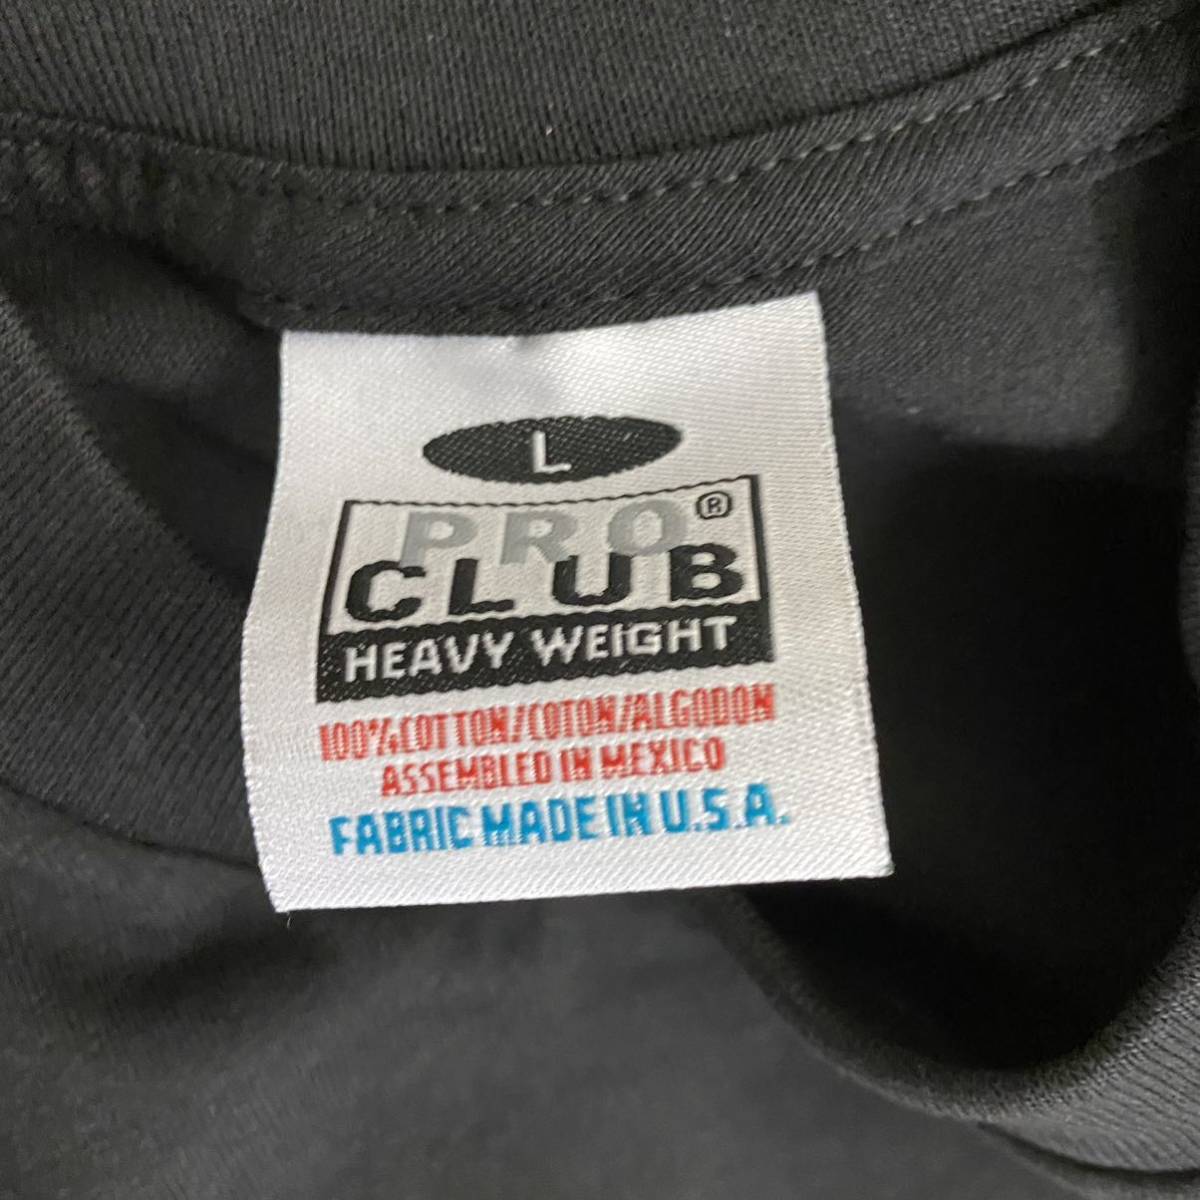 L
PRO®
CLUB
HEAVY WEIGHT
100%COTTON/COTON/ALGODON
ASSEMBLED IN MEXICO
FABRIC MADE IN U.S.A.